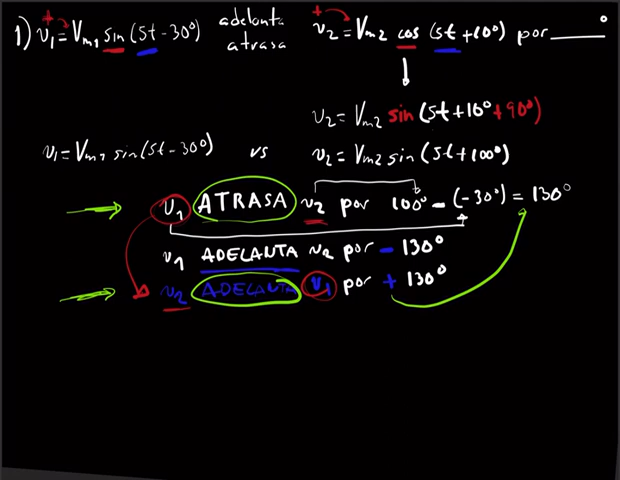 1) v₁ = Vm1 sin (5t - 30°) adelanta atrasa v₂ = Vm2 cos (5t + 10°) por ______°
v₂ = Vm2 sin (5t + 10° + 90°)
v₁ = Vm1 sin (5t - 30°) vs v₂ = Vm2 sin (5t + 100°)
v₁ ATRASA v₂ por 100° - (-30°) = 130°
v₁ ADELANTA v₂ por - 130°
v₂ ADELANTA v₁ por + 130°